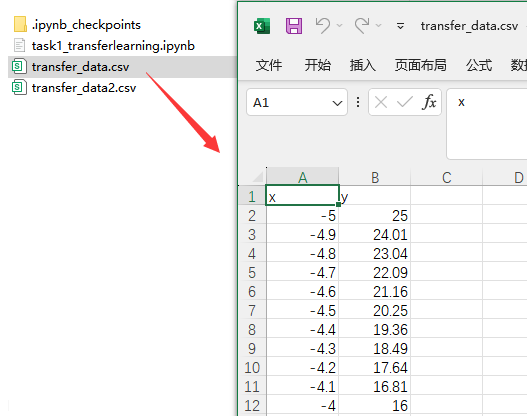 .ipynb_checkpoints
task1_transferlearning.ipynb
transfer_data.csv
transfer_data2.csv
transfer_data.csv
文件 开始 插入 页面布局 公式
A1 fx x
A B C D
1 x y
2 -5 25
3 -4.9 24.01
4 -4.8 23.04
5 -4.7 22.09
6 -4.6 21.16
7 -4.5 20.25
8 -4.4 19.36
9 -4.3 18.49
10 -4.2 17.64
11 -4.1 16.81
12 -4 16